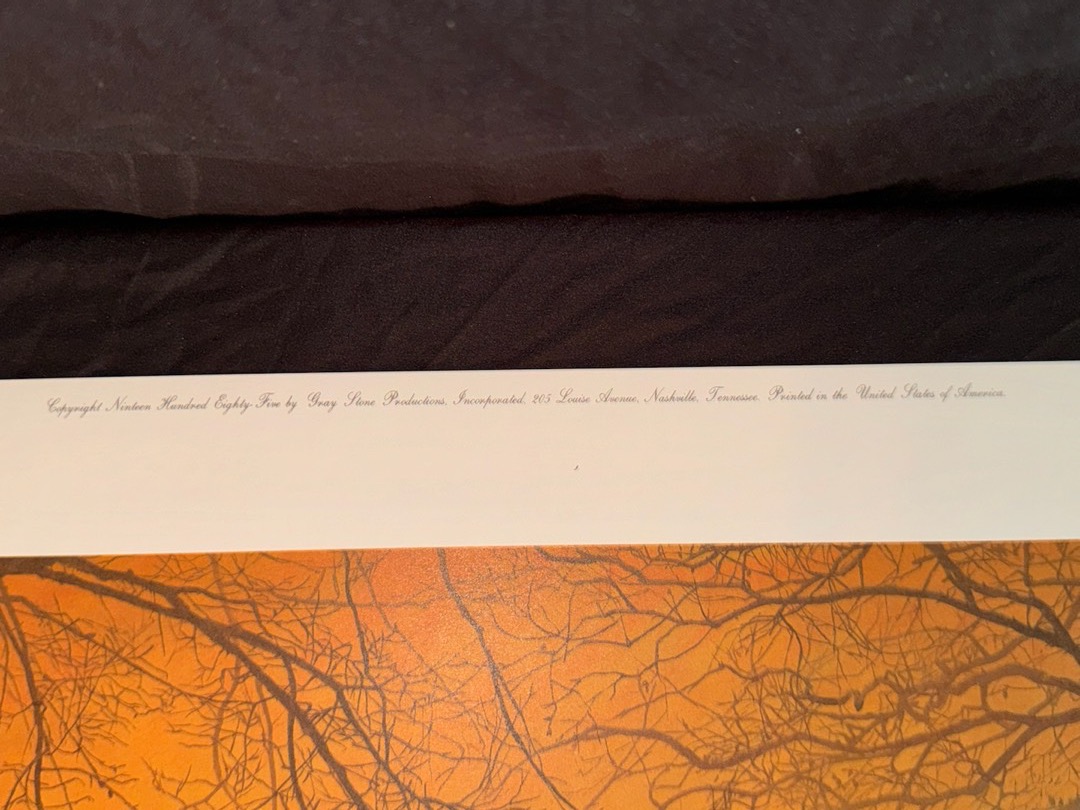 Copyright Nineteen Hundred Eighty-Five by Gray Stone Productions, Incorporated, 205 Louise Avenue, Nashville, Tennessee. Printed in the United States of America.